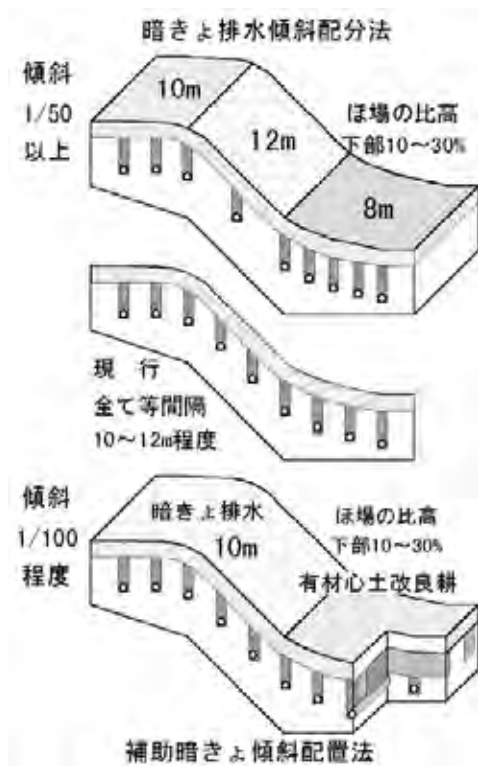 暗きょ排水傾斜配分法
傾斜
1/50
以上
10m
12m
ほ場の比高
下部10～30%
8m
現 行
全て等間隔
10～12m程度
傾斜
1/100
程度
暗きょ排水
10m
ほ場の比高
下部10～30%
有材心土改良耕
補助暗きょ傾斜配置法